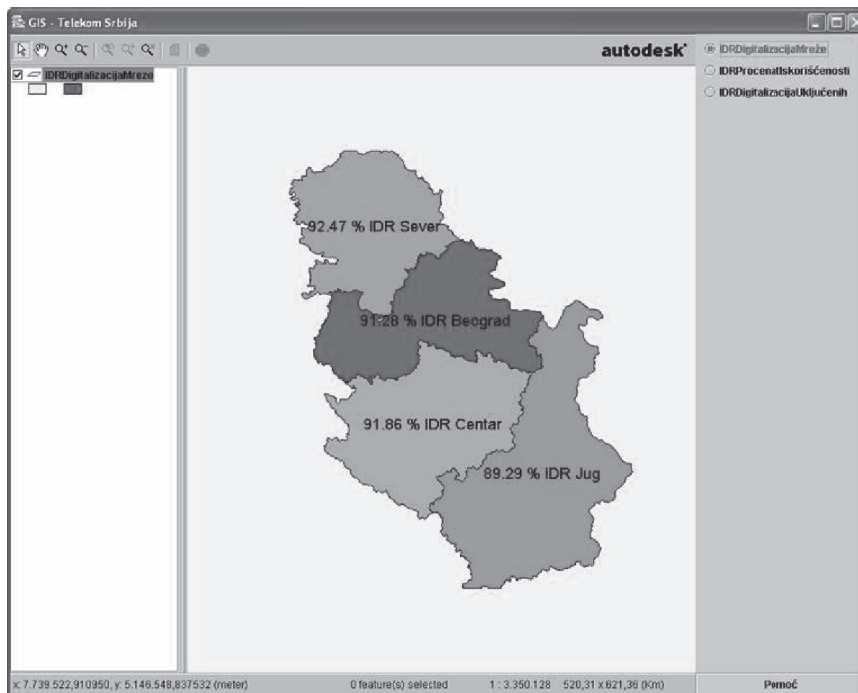 GIS - Telekom Srbija
autodesk
IDRDigitalizacijaMreze
IDRDigitalizacijaMreže
IDRProcenatIskorišćenosti
IDRDigitalizacijaUključenih
92.47 % IDR Sever
91.28 % IDR Beograd
91.86 % IDR Centar
89.29 % IDR Jug
x: 7.739.522,910950, y: 5.146.548,837532 (meter)
0 feature(s) selected
1 : 3.350.128
520,31 x 621,36 (Km)
Pomoć